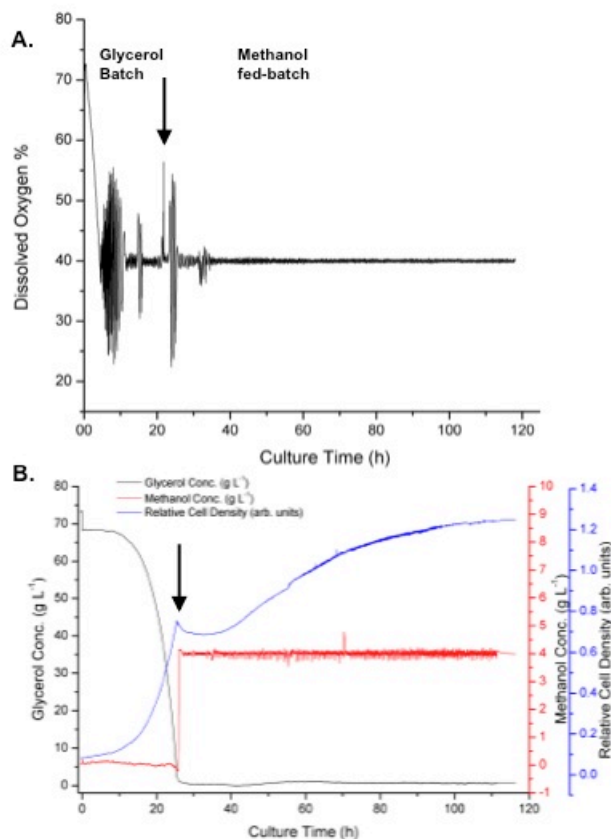 A.
Glycerol Methanol
Batch fed-batch
80
70
60
50
40
30
20
Dissolved Oxygen %
00 20 40 60 80 100 120
Culture Time (h)
B.
Glycerol Conc. (g L⁻¹)
Methanol Conc. (g L⁻¹)
Relative Cell Density (arb. units)
80
70
60
50
40
30
20
10
0
Glycerol Conc. (g L⁻¹)
10
9
8
7
6
5
4
3
2
1
0
-1
Methanol Conc. (g L⁻¹)
1.4
1.2
1.0
0.8
0.6
0.4
0.2
0.0
Relative Cell Density (arb. units)
0 20 40 60 80 100 120
Culture Time (h)